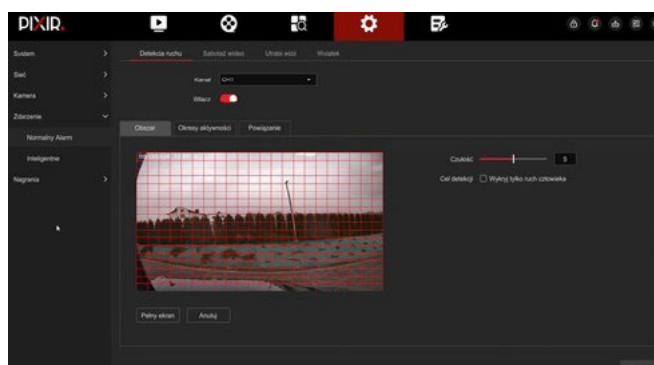 PIXIR.
System
Detekcja ruchu Sabotaż wideo Utrata wizji Wyjątek
Sieć
Kanał CH1
Kamera
Włącz
Zdarzenie
Obszar Okresy aktywności Powiązanie
Normalny Alarm
Inteligentne
Czułość 5
Nagrania
Cel detekcji Wykryj tylko ruch człowieka
Pełny ekran Anuluj